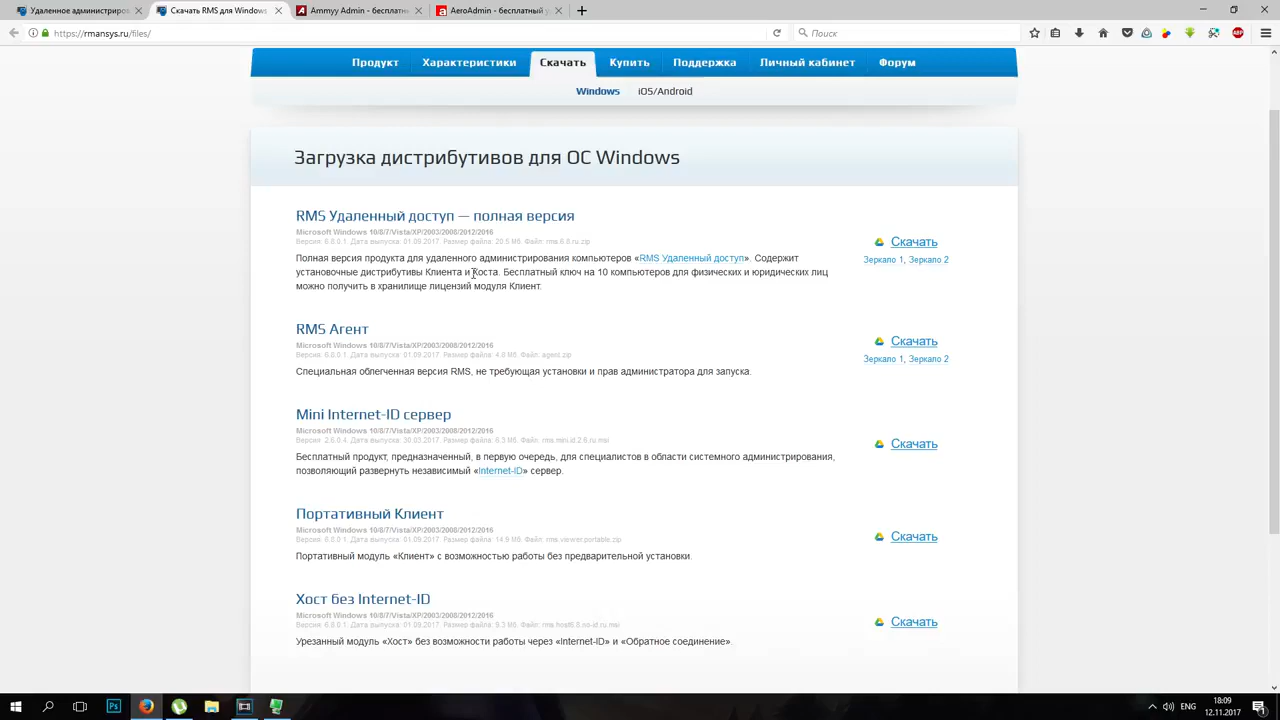 Удаленное администриров
Скачать RMS для Windows
Ammyy Admin - бесплатны
AeroAdmin - бесплатный у
https://rmansys.ru/files/
Поиск
Продукт Характеристики Скачать Купить Поддержка Личный кабинет Форум
Windows iOS/Android
Загрузка дистрибутивов для ОС Windows
RMS Удаленный доступ — полная версия
Microsoft Windows 10/8/7/Vista/XP/2003/2008/2012/2016
Версия: 6.8.0.1. Дата выпуска: 01.09.2017. Размер файла: 20.5 Мб. Файл: rms.6.8.ru.zip
Полная версия продукта для удаленного администрирования компьютеров «RMS Удаленный доступ». Содержит
установочные дистрибутивы Клиента и Хоста. Бесплатный ключ на 10 компьютеров для физических и юридических лиц
можно получить в хранилище лицензий модуля Клиент.
Скачать
Зеркало 1, Зеркало 2
RMS Агент
Microsoft Windows 10/8/7/Vista/XP/2003/2008/2012/2016
Версия: 6.8.0.1. Дата выпуска: 01.09.2017. Размер файла: 4.8 Мб. Файл: agent.zip
Специальная облегченная версия RMS, не требующая установки и прав администратора для запуска.
Скачать
Зеркало 1, Зеркало 2
Mini Internet-ID сервер
Microsoft Windows 10/8/7/Vista/XP/2003/2008/2012/2016
Версия: 2.6.0.4. Дата выпуска: 30.03.2017. Размер файла: 6.3 Мб. Файл: rms.mini.id.2.6.ru.msi
Бесплатный продукт, предназначенный, в первую очередь, для специалистов в области системного администрирования,
позволяющий развернуть независимый «Internet-ID» сервер.
Скачать
Портативный Клиент
Microsoft Windows 10/8/7/Vista/XP/2003/2008/2012/2016
Версия: 6.8.0.1. Дата выпуска: 01.09.2017. Размер файла: 14.6 Мб. Файл: rms.viewer.portable.zip
Портативный модуль «Клиент» с возможностью работы без предварительной установки.
Скачать
Хост без Internet-ID
Microsoft Windows 10/8/7/Vista/XP/2003/2008/2012/2016
Версия: 6.8.0.1. Дата выпуска: 01.09.2017. Размер файла: 9.3 Мб. Файл: rms.host6.8.no-id.ru.msi
Урезанный модуль «Хост» без возможности работы через «Internet-ID» и «Обратное соединение».
Скачать
ENG
18:09
12.11.2017